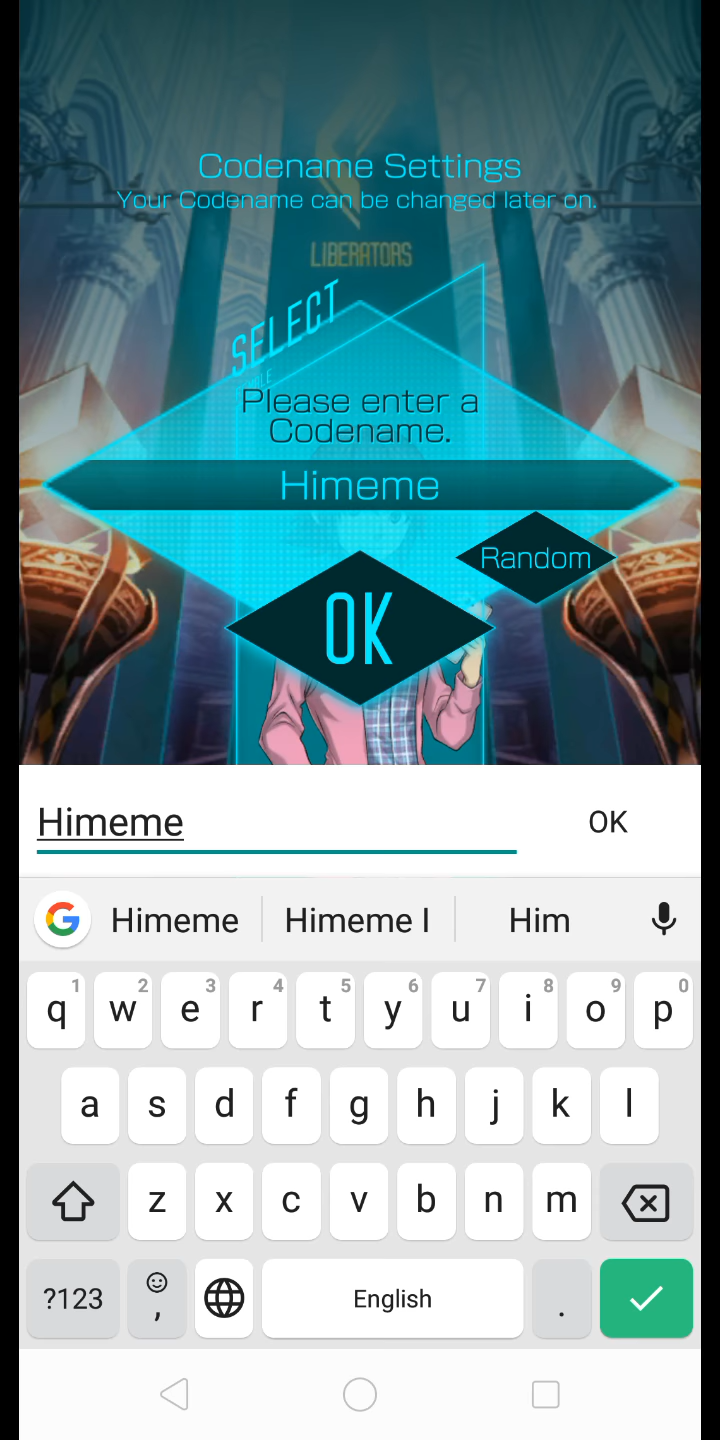 Codename Settings
Your Codename can be changed later on.
LIBERATORS
SELECT
Please enter a
Codename.
Himeme
Random
OK
Himeme OK
Himeme Himeme I Him
1 2 3 4 5 6 7 8 9 0
q w e r t y u i o p
a s d f g h j k l
z x c v b n m
?123 , English .